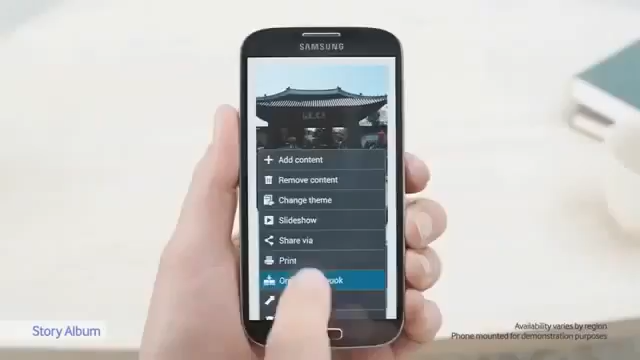 SAMSUNG
Add content
Remove content
Change theme
Slideshow
Share via
Print
Story Album
Availability varies by region
Phone mounted for demonstration purposes